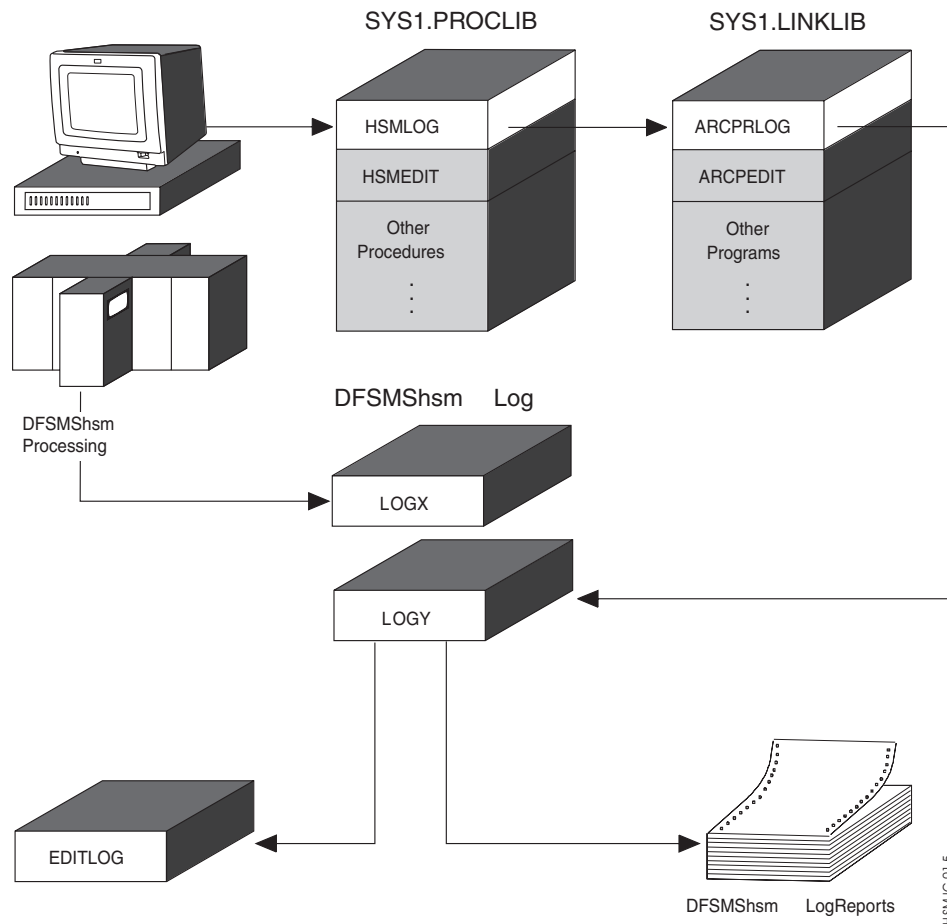 SYS1.PROCLIB
SYS1.LINKLIB
HSMLOG
ARCPRLOG
HSMEDIT
ARCPEDIT
Other
Procedures
.
.
.
Other
Programs
.
.
.
DFSMShsm
Processing
DFSMShsm Log
LOGX
LOGY
EDITLOG
DFSMShsm LogReports